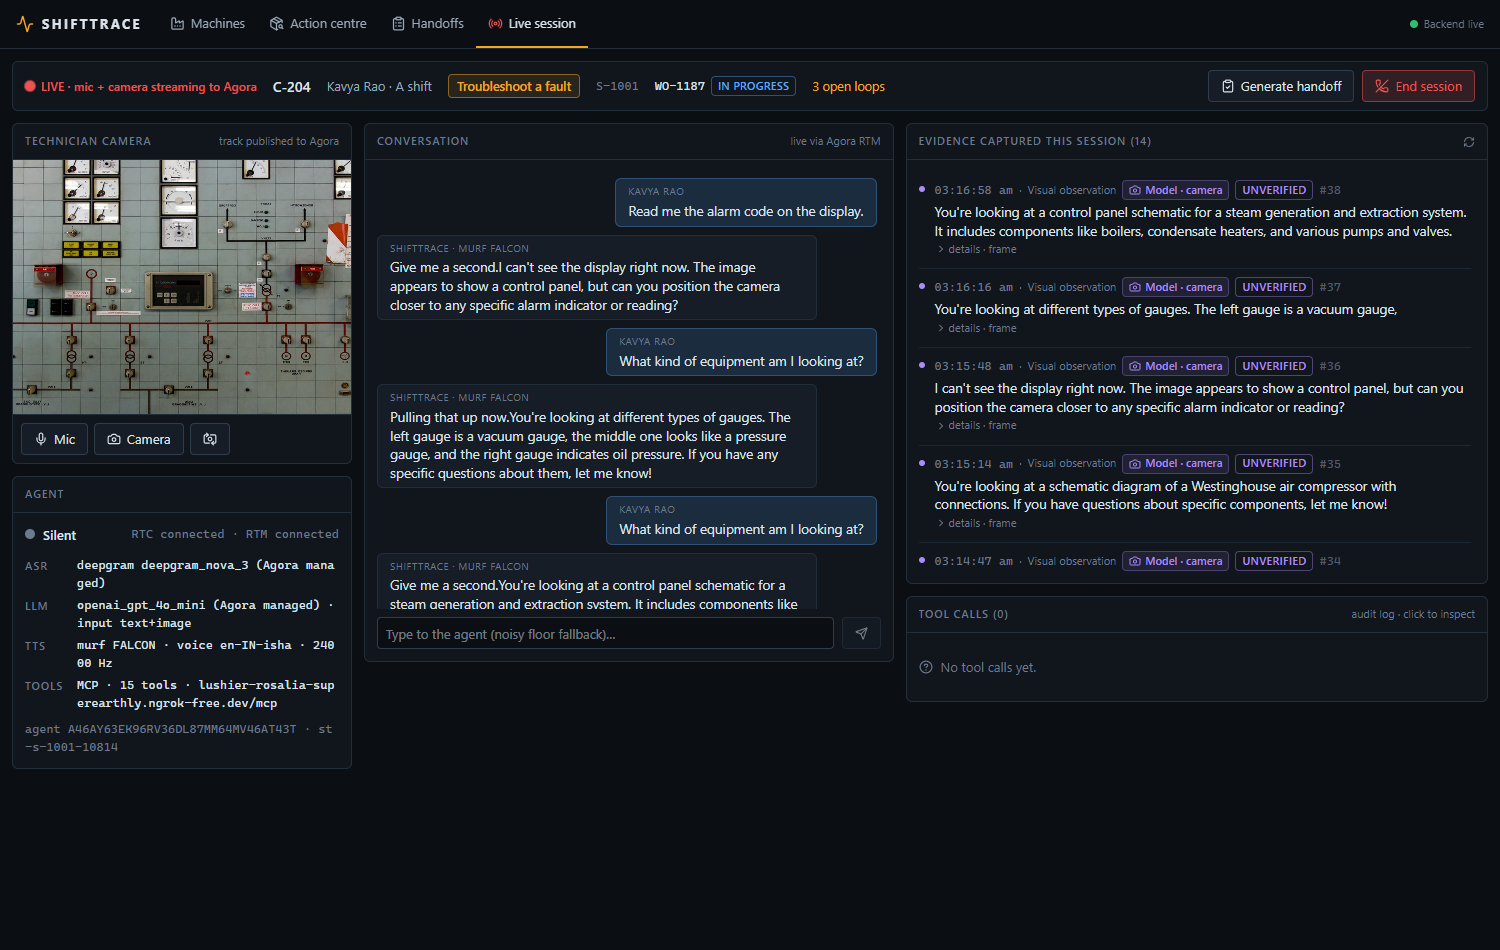 SHIFTTRACE
Machines
Action centre
Handoffs
Live session
Backend live
LIVE · mic + camera streaming to Agora
C-204
Kavya Rao · A shift
Troubleshoot a fault
S-1001
WO-1187
IN PROGRESS
3 open loops
Generate handoff
End session
TECHNICIAN CAMERA
track published to Agora
Mic
Camera
AGENT
Silent
RTC connected · RTM connected
ASR
deepgram deepgram_nova_3 (Agora mana
ged)
LLM
openai_gpt_4o_mini (Agora managed) ·
input text+image
TTS
murf FALCON · voice en-IN-isha · 240
00 Hz
TOOLS
MCP · 15 tools · lushier-rosalia-sup
erearthly.ngrok-free.dev/mcp
agent A46AY63EK96RV36DL87MM64MV46AT43T · st
-s-1001-10814
CONVERSATION
live via Agora RTM
KAVYA RAO
Read me the alarm code on the display.
SHIFTTRACE · MURF FALCON
Give me a second.I can't see the display right now. The image
appears to show a control panel, but can you position the camera
closer to any specific alarm indicator or reading?
KAVYA RAO
What kind of equipment am I looking at?
SHIFTTRACE · MURF FALCON
Pulling that up now.You're looking at different types of gauges. The
left gauge is a vacuum gauge, the middle one looks like a pressure
gauge, and the right gauge indicates oil pressure. If you have any
specific questions about them, let me know!
KAVYA RAO
What kind of equipment am I looking at?
SHIFTTRACE · MURF FALCON
Give me a second.You're looking at a control panel schematic for a
steam generation and extraction system. It includes components like
Type to the agent (noisy floor fallback)...
EVIDENCE CAPTURED THIS SESSION (14)
03:16:58 am · Visual observation Model · camera UNVERIFIED #38
You're looking at a control panel schematic for a steam generation and extraction system.
It includes components like boilers, condensate heaters, and various pumps and valves.
details · frame
03:16:16 am · Visual observation Model · camera UNVERIFIED #37
You're looking at different types of gauges. The left gauge is a vacuum gauge,
details · frame
03:15:48 am · Visual observation Model · camera UNVERIFIED #36
I can't see the display right now. The image appears to show a control panel, but can you
position the camera closer to any specific alarm indicator or reading?
details · frame
03:15:14 am · Visual observation Model · camera UNVERIFIED #35
You're looking at a schematic diagram of a Westinghouse air compressor with
connections. If you have questions about specific components, let me know!
details · frame
03:14:47 am · Visual observation Model · camera UNVERIFIED #34
TOOL CALLS (0)
audit log · click to inspect
No tool calls yet.